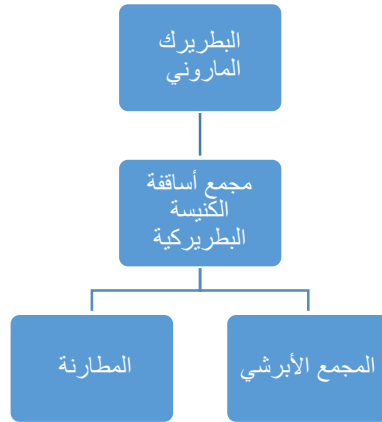 البطريرك
الماروني
مجمع أساقفة
الكنيسة
البطريركية
المجمع الأبرشي
المطارنة